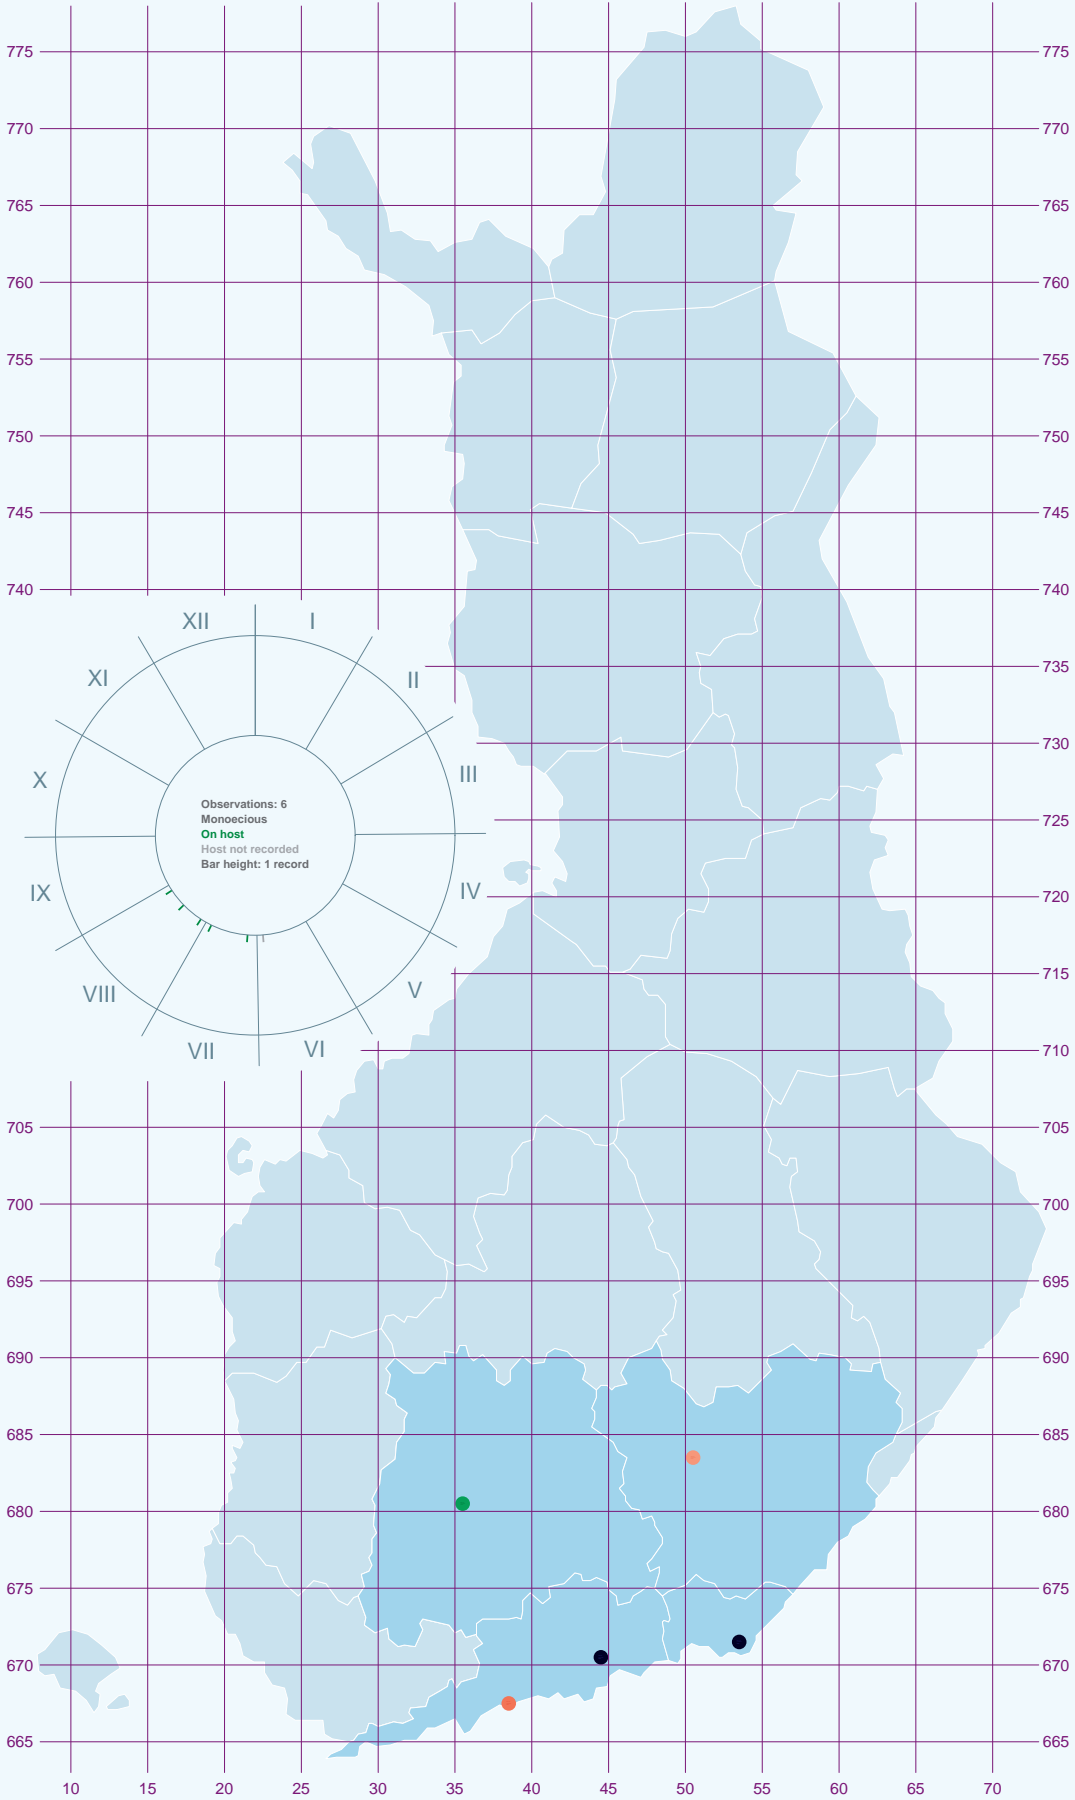 775 775
770 770
765 765
760 760
755 755
750 750
745 745
740 740
XII I
XI II
735
730
X III
725
Observations: 6
Monoecious
On host
Host not recorded
Bar height: 1 record
IX IV
720
715
VIII V
VII VI
710
705 705
700 700
695 695
690 690
685 685
680 680
675 675
670 670
665 665
10 15 20 25 30 35 40 45 50 55 60 65 70